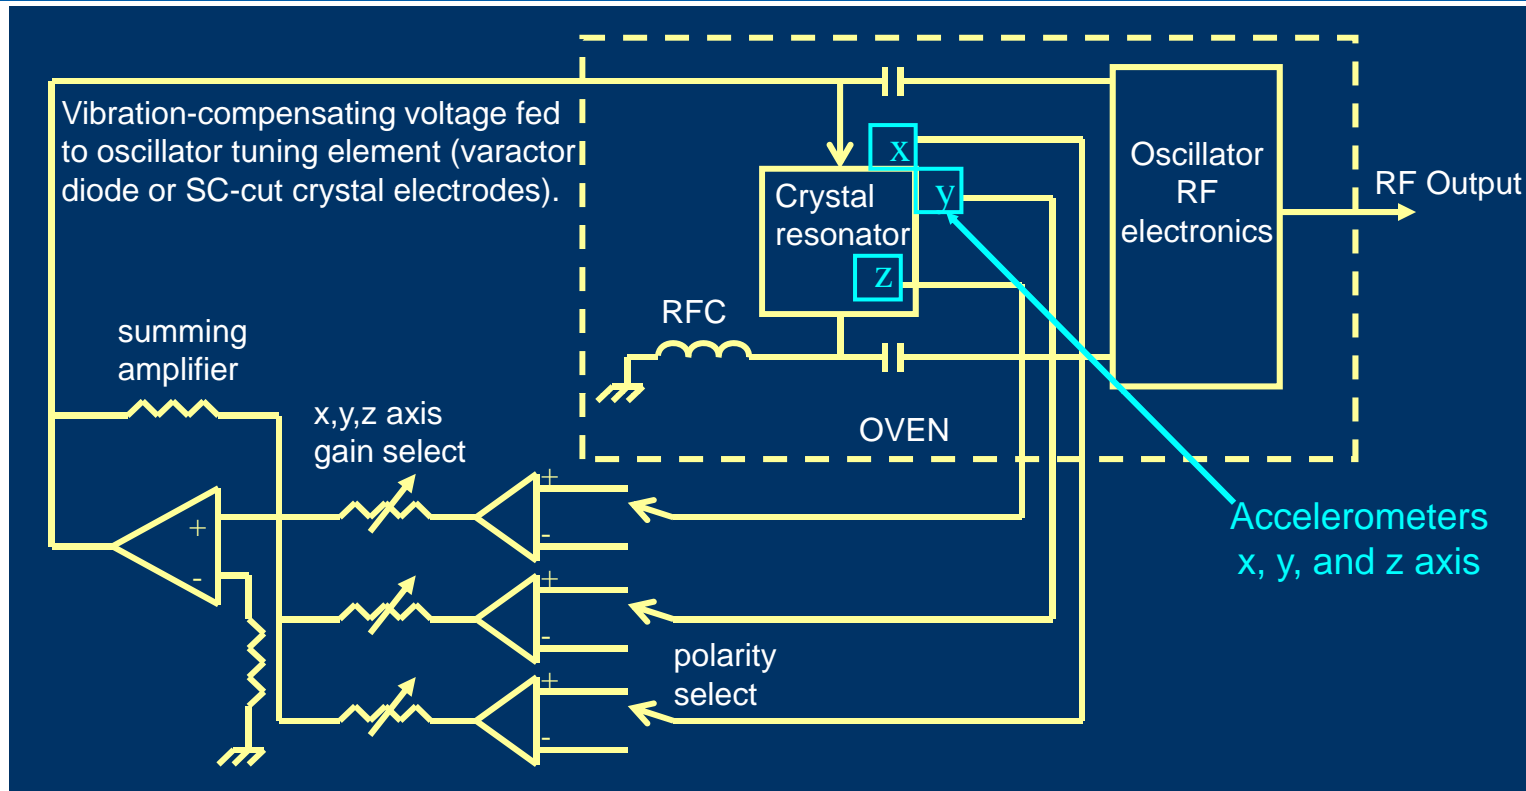 Vibration-compensating voltage fed
to oscillator tuning element (varactor
diode or SC-cut crystal electrodes).
x
y
z
Crystal
resonator
Oscillator
RF
electronics
RF Output
RFC
OVEN
summing
amplifier
x,y,z axis
gain select
+
-
+
-
+
-
+
-
polarity
select
Accelerometers
x, y, and z axis